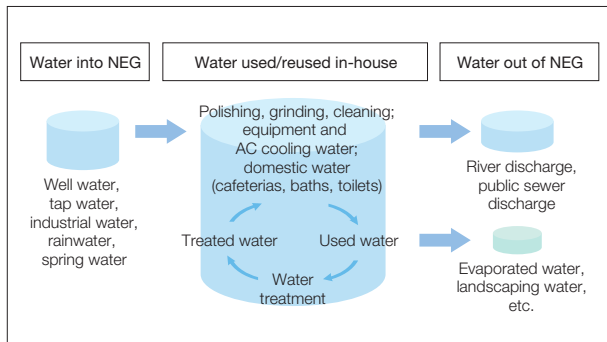 Water into NEG
Water used/reused in-house
Water out of NEG
Well water,
tap water,
industrial water,
rainwater,
spring water
Polishing, grinding, cleaning;
equipment and
AC cooling water;
domestic water
(cafeterias, baths, toilets)
Treated water
Used water
Water
treatment
River discharge,
public sewer
discharge
Evaporated water,
landscaping water,
etc.